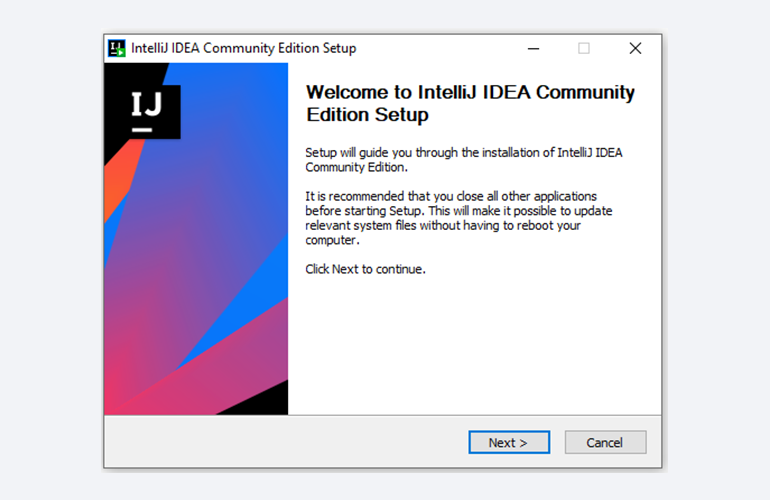 IntelliJ IDEA Community Edition Setup
IJ
Welcome to IntelliJ IDEA Community
Edition Setup
Setup will guide you through the installation of IntelliJ IDEA
Community Edition.
It is recommended that you close all other applications
before starting Setup. This will make it possible to update
relevant system files without having to reboot your
computer.
Click Next to continue.
Next >
Cancel